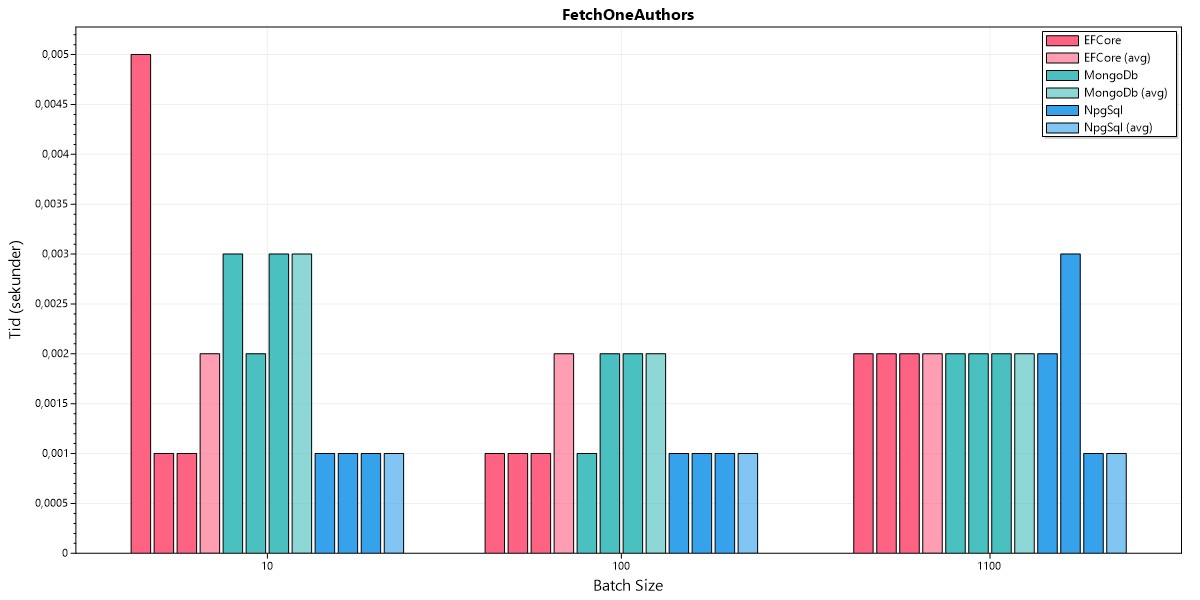 FetchOneAuthors
EFCore
EFCore (avg)
MongoDb
MongoDb (avg)
NpgSql
NpgSql (avg)
Tid (sekunder)
0,005
0,0045
0,004
0,0035
0,003
0,0025
0,002
0,0015
0,001
0,0005
0
10
100
1100
Batch Size